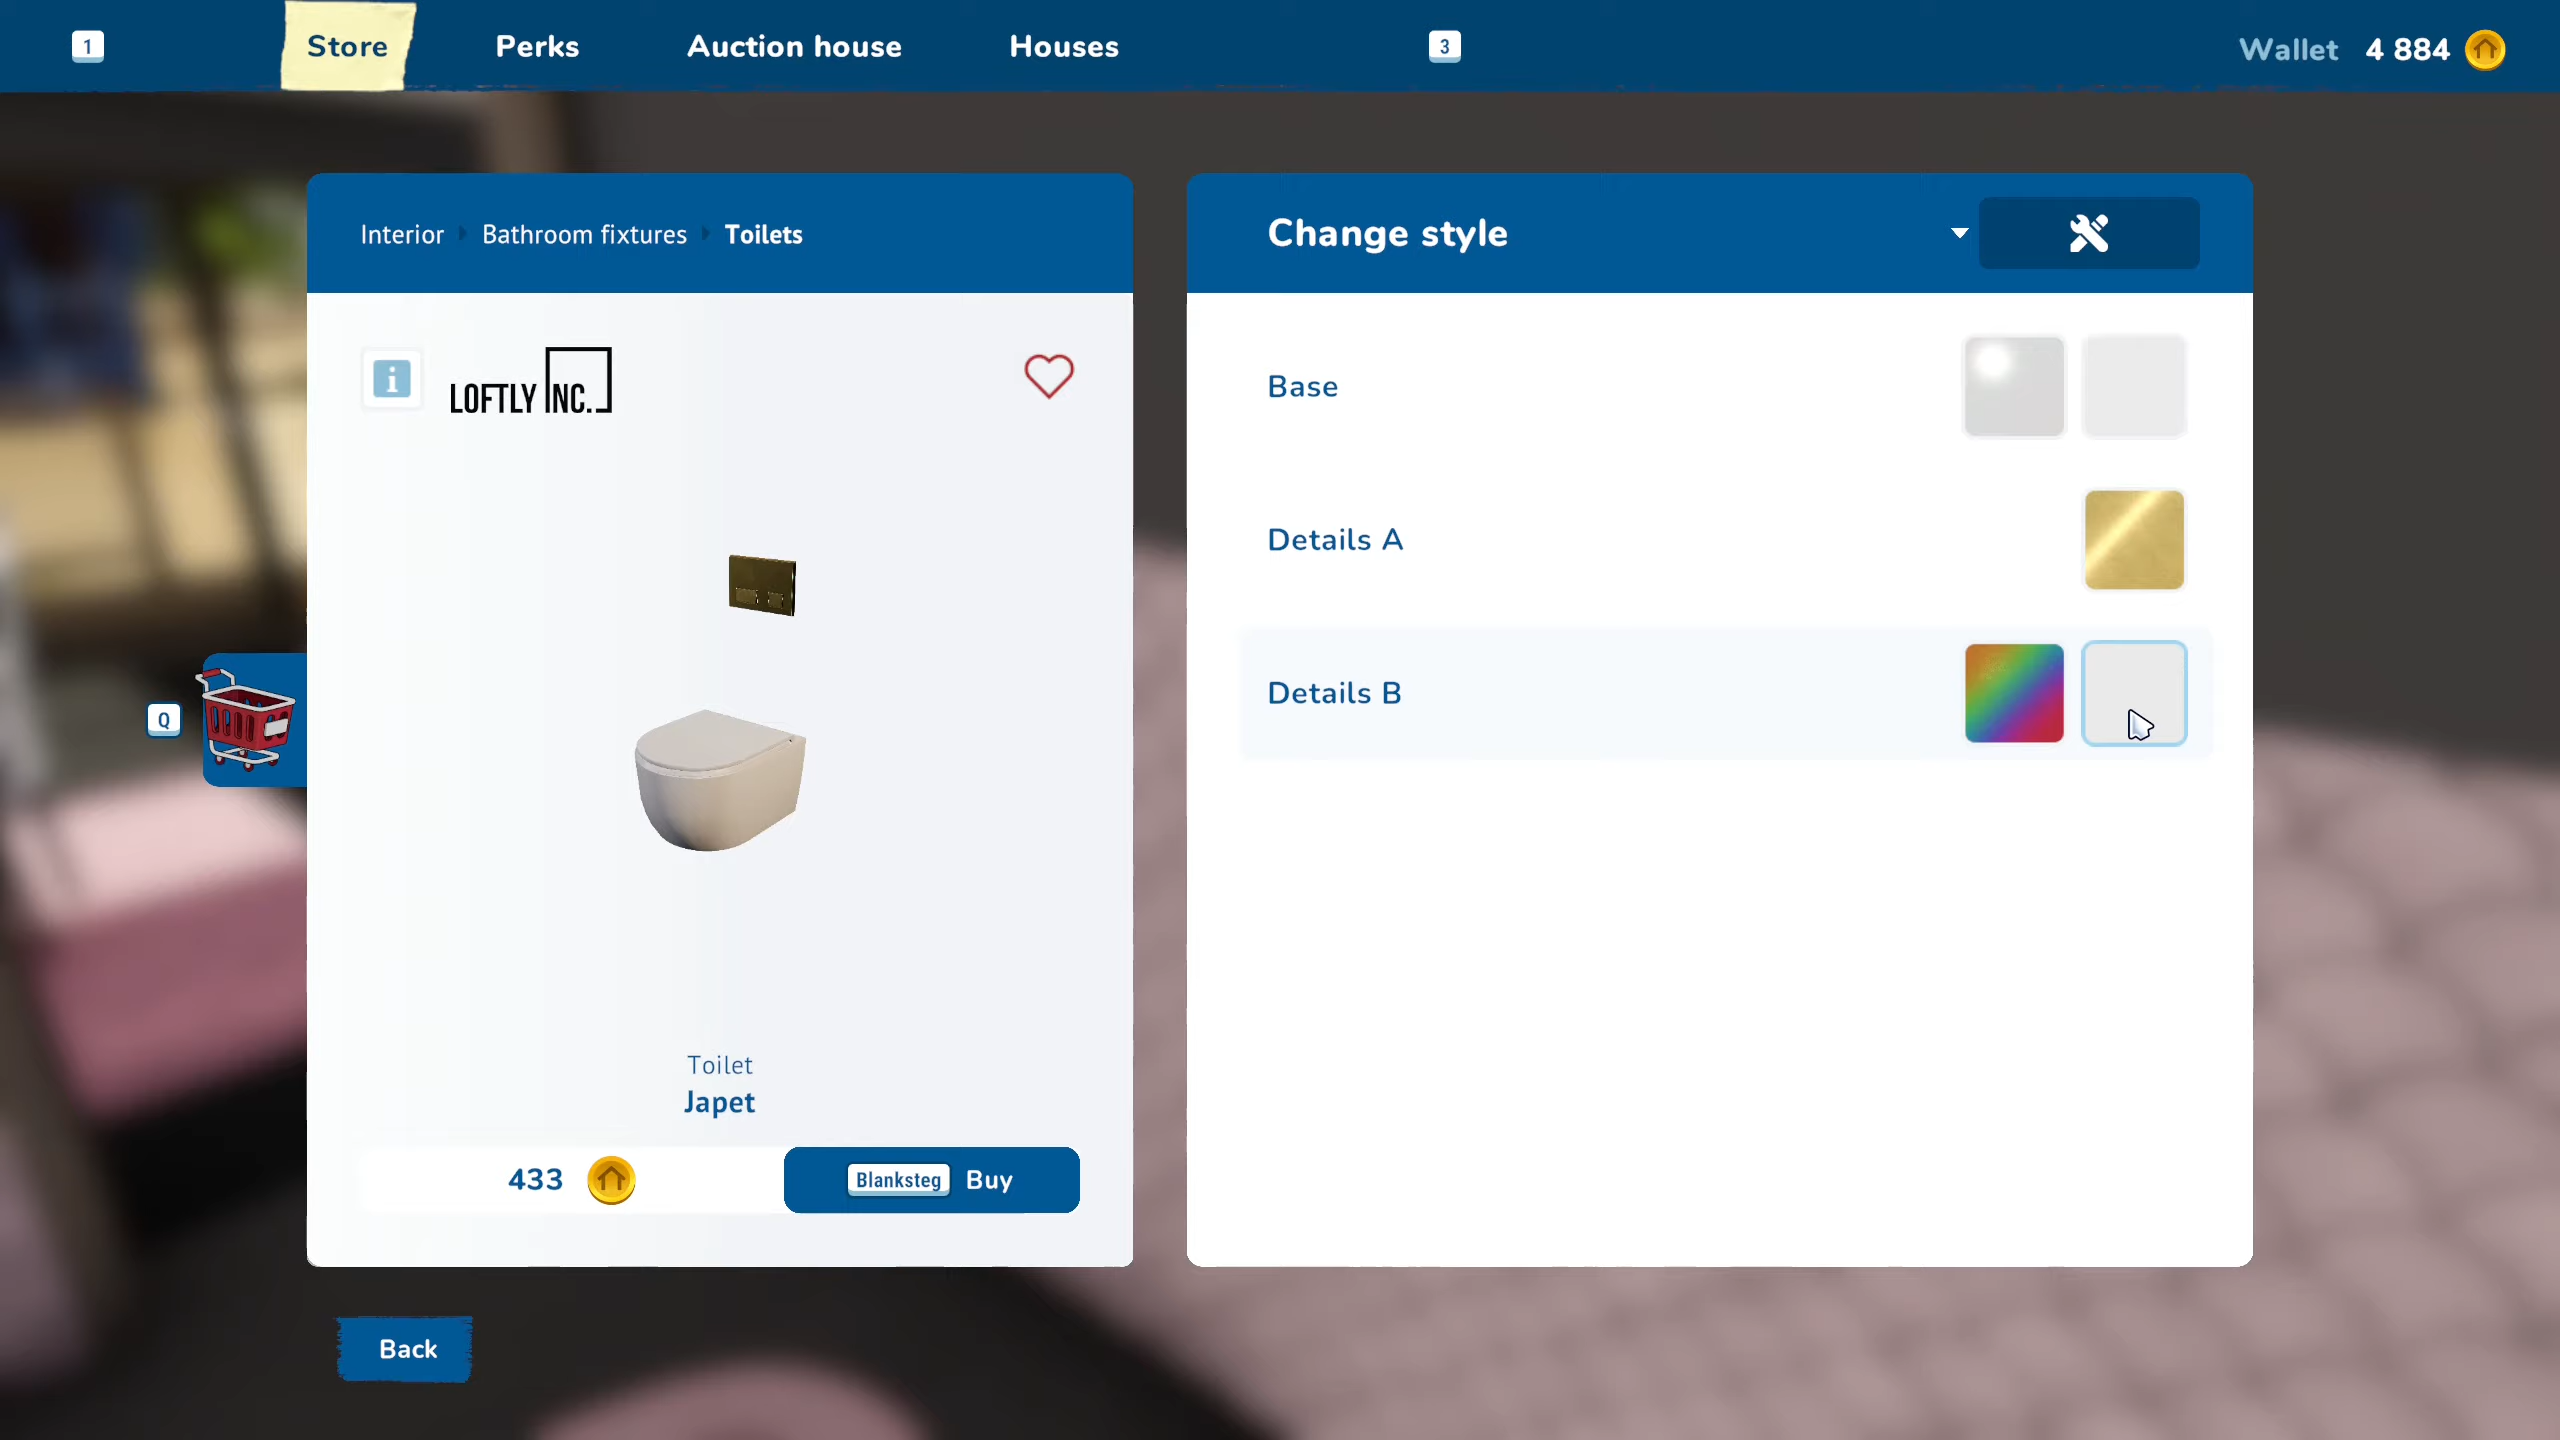 1
Store
Perks
Auction house
Houses
3
Wallet 4 884
Interior Bathroom fixtures Toilets
Change style
i
LOFTLY INC.
Base
Details A
Details B
Q
Toilet
Japet
433
Blanksteg Buy
Back